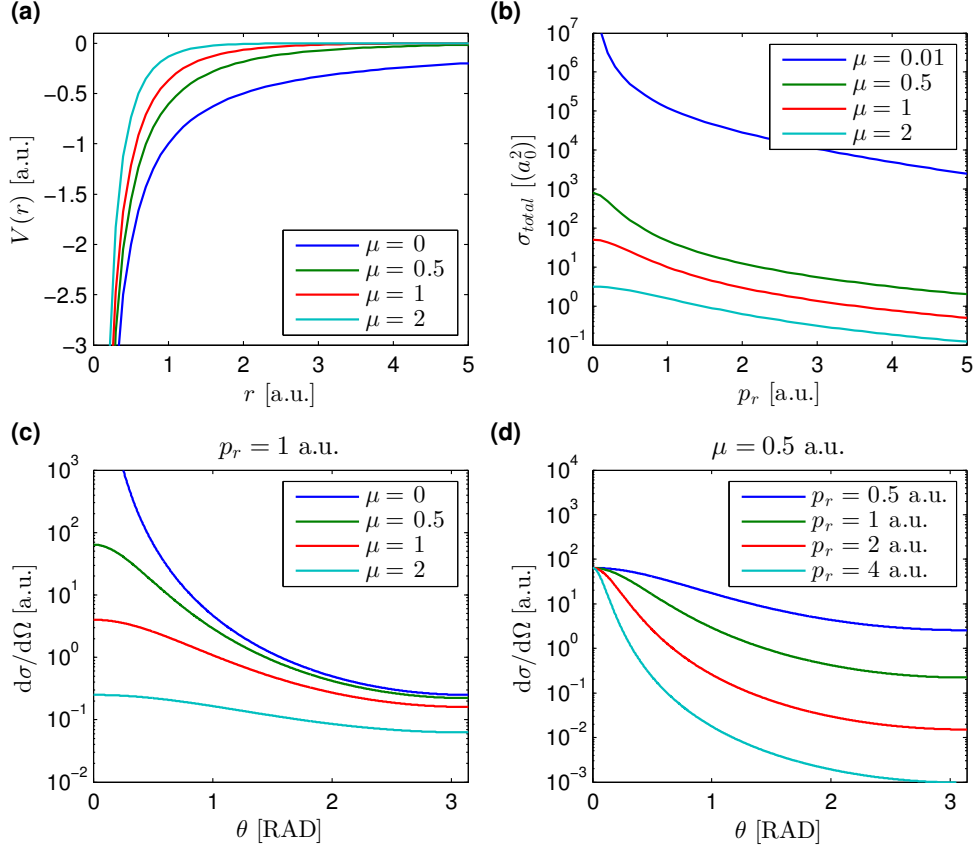 (a)
0
−0.5
−1
−1.5
−2
−2.5
−3
V(r) [a.u.]
μ = 0
μ = 0.5
μ = 1
μ = 2
0 1 2 3 4 5
r [a.u.]
(b)
10^7
10^6
10^5
10^4
10^3
10^2
10^1
10^0
10^-1
σ_total [(a_0^2)]
μ = 0.01
μ = 0.5
μ = 1
μ = 2
0 1 2 3 4 5
p_r [a.u.]
(c)
p_r = 1 a.u.
10^3
10^2
10^1
10^0
10^-1
10^-2
dσ/dΩ [a.u.]
μ = 0
μ = 0.5
μ = 1
μ = 2
0 1 2 3
θ [RAD]
(d)
μ = 0.5 a.u.
10^4
10^3
10^2
10^1
10^0
10^-1
10^-2
10^-3
dσ/dΩ [a.u.]
p_r = 0.5 a.u.
p_r = 1 a.u.
p_r = 2 a.u.
p_r = 4 a.u.
0 1 2 3
θ [RAD]